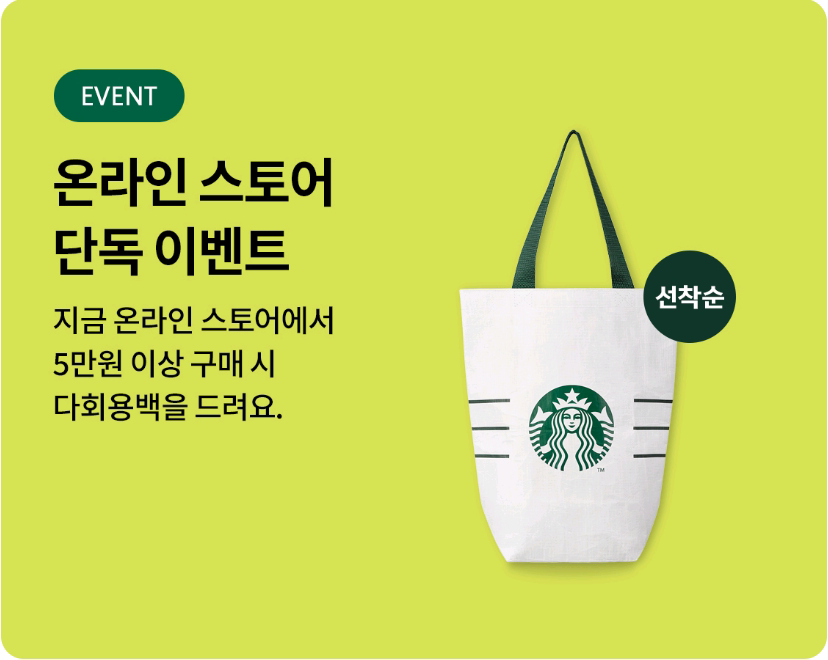 EVENT
온라인 스토어
단독 이벤트
지금 온라인 스토어에서
5만원 이상 구매 시
다회용백을 드려요.
선착순
TM